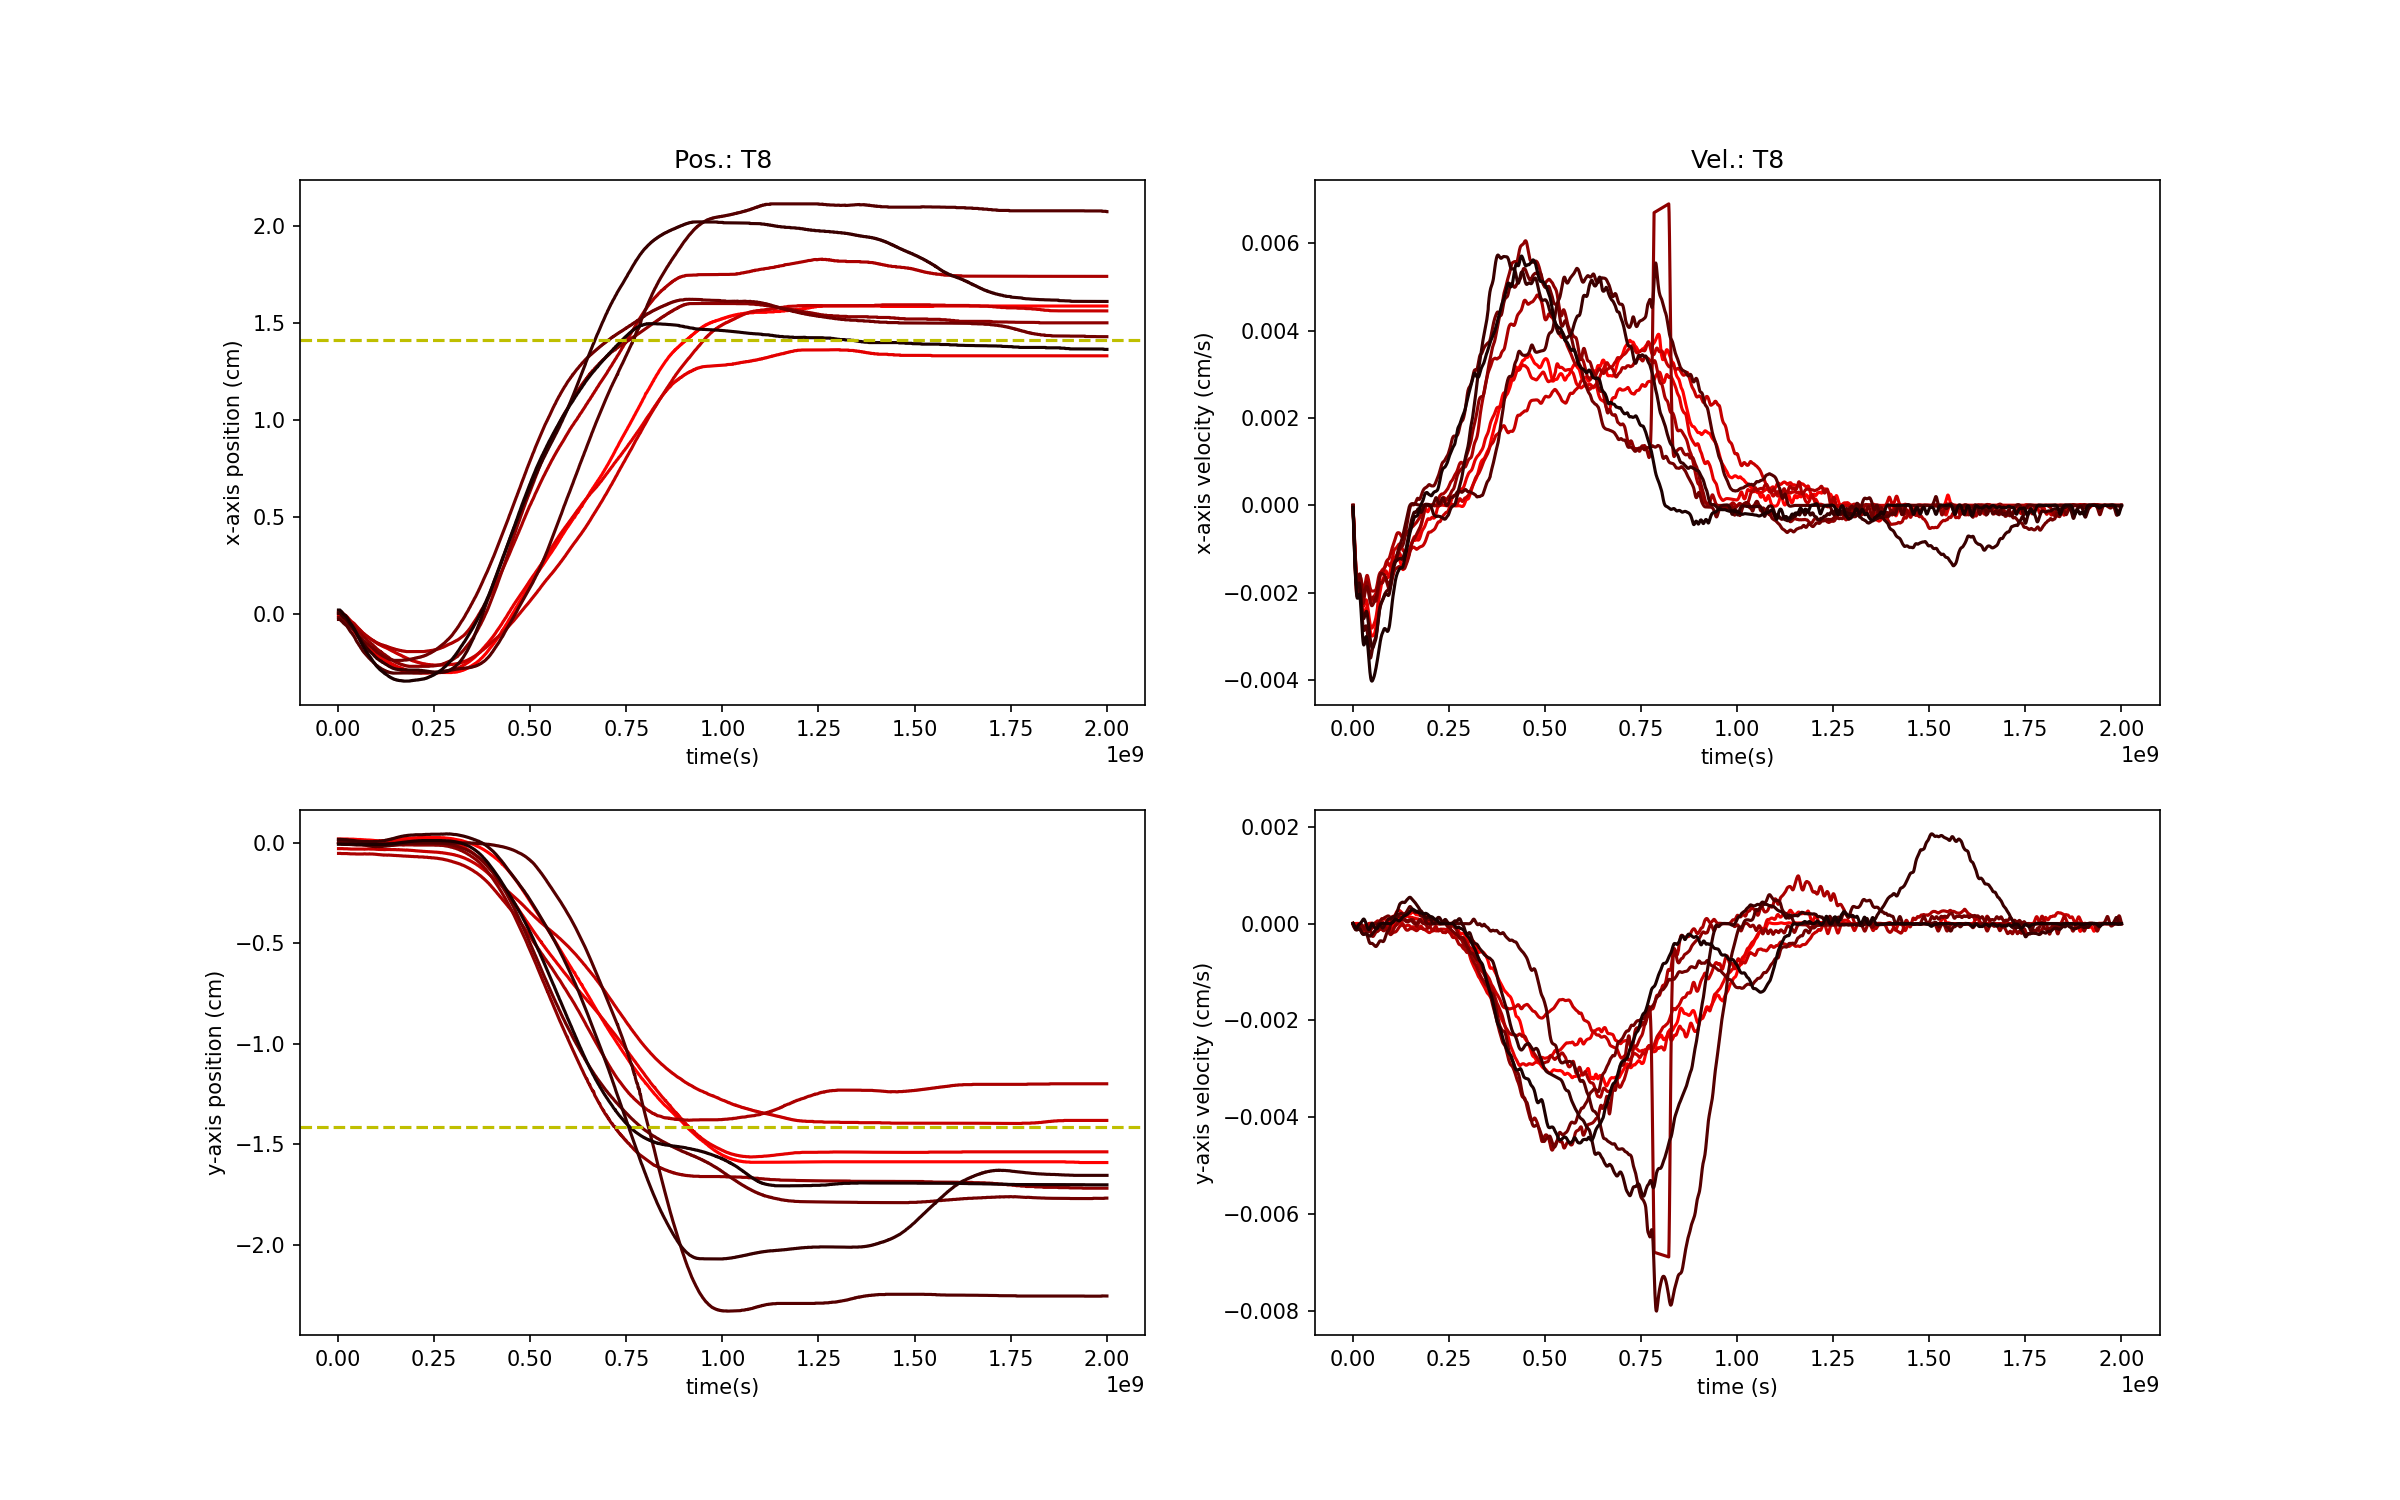 Pos.: T8
2.0
1.5
1.0
0.5
0.0
x-axis position (cm)
0.00 0.25 0.50 0.75 1.00 1.25 1.50 1.75 2.00
time(s)
1e9
Vel.: T8
0.006
0.004
0.002
0.000
−0.002
−0.004
x-axis velocity (cm/s)
0.00 0.25 0.50 0.75 1.00 1.25 1.50 1.75 2.00
time(s)
1e9
0.0
−0.5
−1.0
−1.5
−2.0
y-axis position (cm)
0.00 0.25 0.50 0.75 1.00 1.25 1.50 1.75 2.00
time(s)
1e9
0.002
0.000
−0.002
−0.004
−0.006
−0.008
y-axis velocity (cm/s)
0.00 0.25 0.50 0.75 1.00 1.25 1.50 1.75 2.00
time (s)
1e9